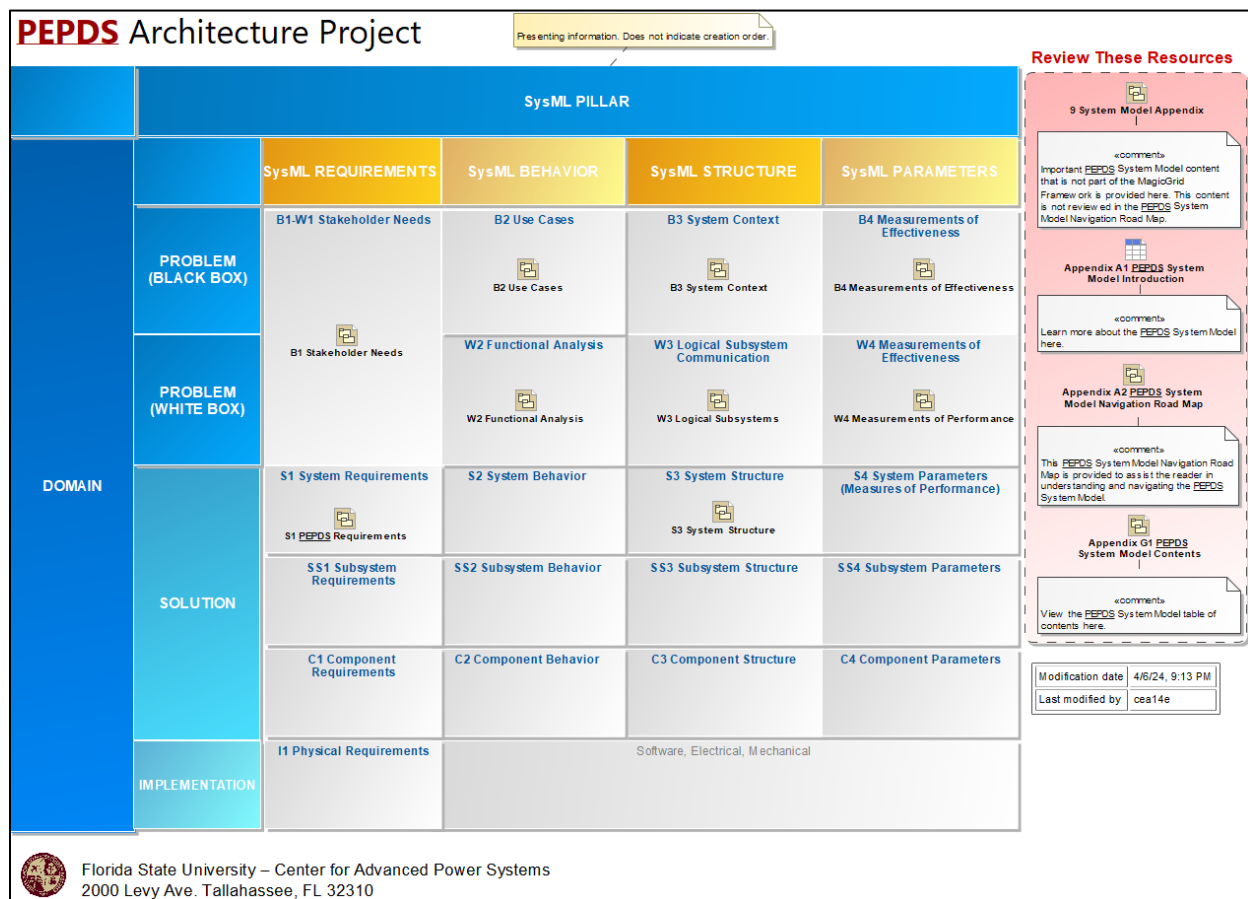 PEPDS Architecture Project
Presenting information. Does not indicate creation order.
Review These Resources
SysML PILLAR
9 System Model Appendix
«comment»
Important PEPDS System Model content
that is not part of the MagicGrid
Framework is provided here. This content
is not reviewed in the PEPDS System
Model Navigation Road Map.
SysML REQUIREMENTS
SysML BEHAVIOR
SysML STRUCTURE
SysML PARAMETERS
DOMAIN
PROBLEM
(BLACK BOX)
B1-W1 Stakeholder Needs
B1 Stakeholder Needs
B2 Use Cases
B2 Use Cases
B3 System Context
B3 System Context
B4 Measurements of
Effectiveness
B4 Measurements of Effectiveness
Appendix A1 PEPDS System
Model Introduction
«comment»
Learn more about the PEPDS System Model
here.
PROBLEM
(WHITE BOX)
W2 Functional Analysis
W2 Functional Analysis
W3 Logical Subsystem
Communication
W3 Logical Subsystems
W4 Measurements of
Effectiveness
W4 Measurements of Performance
Appendix A2 PEPDS System
Model Navigation Road Map
«comment»
This PEPDS System Model Navigation Road
Map is provided to assist the reader in
understanding and navigating the PEPDS
System Model.
SOLUTION
S1 System Requirements
S1 PEPDS Requirements
S2 System Behavior
S3 System Structure
S3 System Structure
S4 System Parameters
(Measures of Performance)
Appendix G1 PEPDS
System Model Contents
«comment»
View the PEPDS System Model table of
contents here.
SS1 Subsystem
Requirements
SS2 Subsystem Behavior
SS3 Subsystem Structure
SS4 Subsystem Parameters
C1 Component
Requirements
C2 Component Behavior
C3 Component Structure
C4 Component Parameters
Modification date 4/6/24, 9:13 PM
Last modified by cea14e
IMPLEMENTATION
I1 Physical Requirements
Software, Electrical, Mechanical
Florida State University – Center for Advanced Power Systems
2000 Levy Ave. Tallahassee, FL 32310